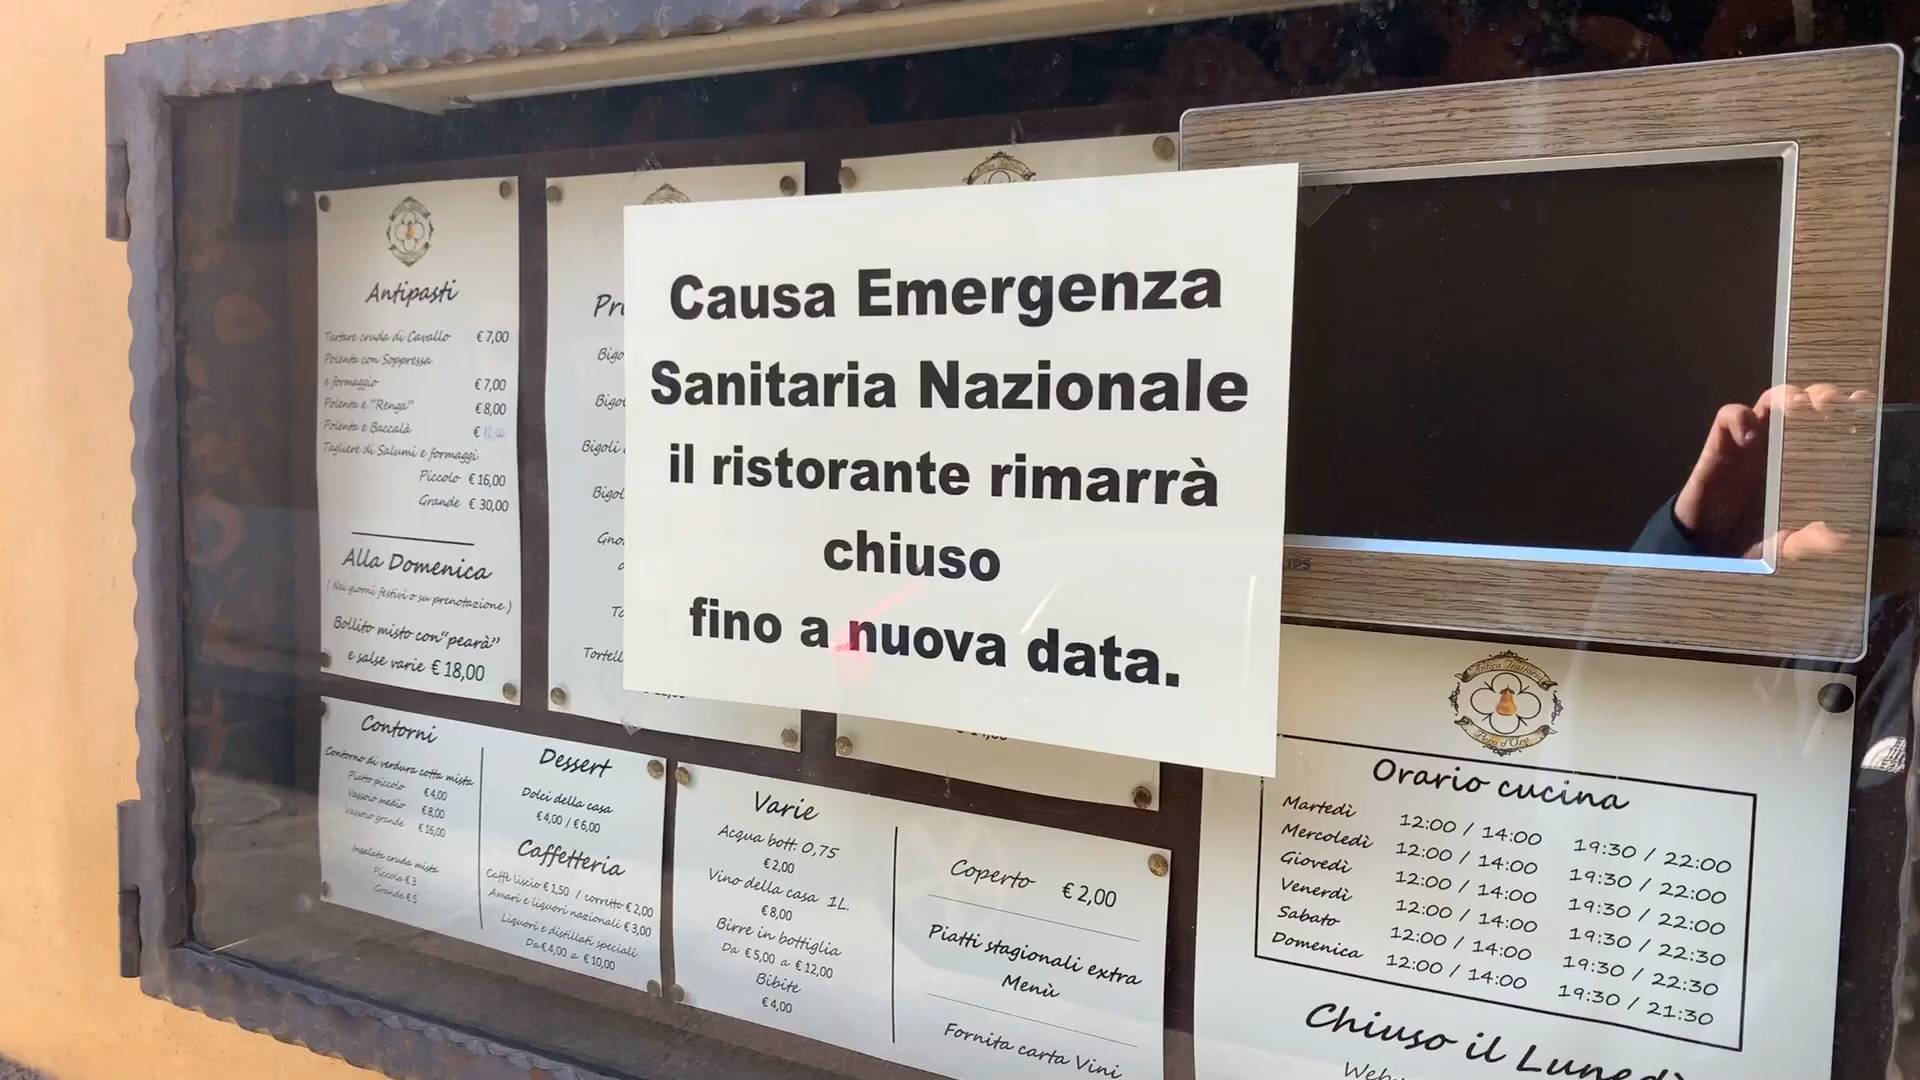 Causa Emergenza
Sanitaria Nazionale
il ristorante rimarrà
chiuso
fino a nuova data.
Antipasti
Tartare cruda di Cavallo € 7,00
Polenta con Soppressa
e formaggio € 7,00
Polenta e "Renga" € 8,00
Polenta e Baccalà € 12,00
Tagliere di Salumi e formaggi
Piccolo € 16,00
Grande € 30,00
Alla Domenica
(Nei giorni festivi o su prenotazione)
Bollito misto con "pearà"
e salse varie € 18,00
Bigoli
Contorni
Contorno di verdura cotta mista
Piatto piccolo € 4,00
Vassoio medio € 8,00
Vassoio grande € 16,00
Insalata cruda mista
Piccola € 3
Grande € 5
Dessert
Dolci della casa
€ 4,00 / € 6,00
Caffetteria
Caffè liscio € 1,50 / corretto € 2,00
Amari e liquori nazionali € 3,00
Liquori e distillati speciali
Da € 4,00 a € 10,00
Varie
Acqua bott. 0,75
€ 2,00
Vino della casa 1L.
€ 8,00
Birre in bottiglia
Da € 5,00 a € 12,00
Bibite
€ 4,00
Coperto € 2,00
Piatti stagionali extra
Menù
Fornita carta Vini
Antica Trattoria
Pero d'Oro
Orario cucina
Martedì 12:00 / 14:00 19:30 / 22:00
Mercoledì 12:00 / 14:00 19:30 / 22:00
Giovedì 12:00 / 14:00 19:30 / 22:00
Venerdì 12:00 / 14:00 19:30 / 22:30
Sabato 12:00 / 14:00 19:30 / 22:30
Domenica 12:00 / 14:00 19:30 / 21:30
Chiuso il Lunedì